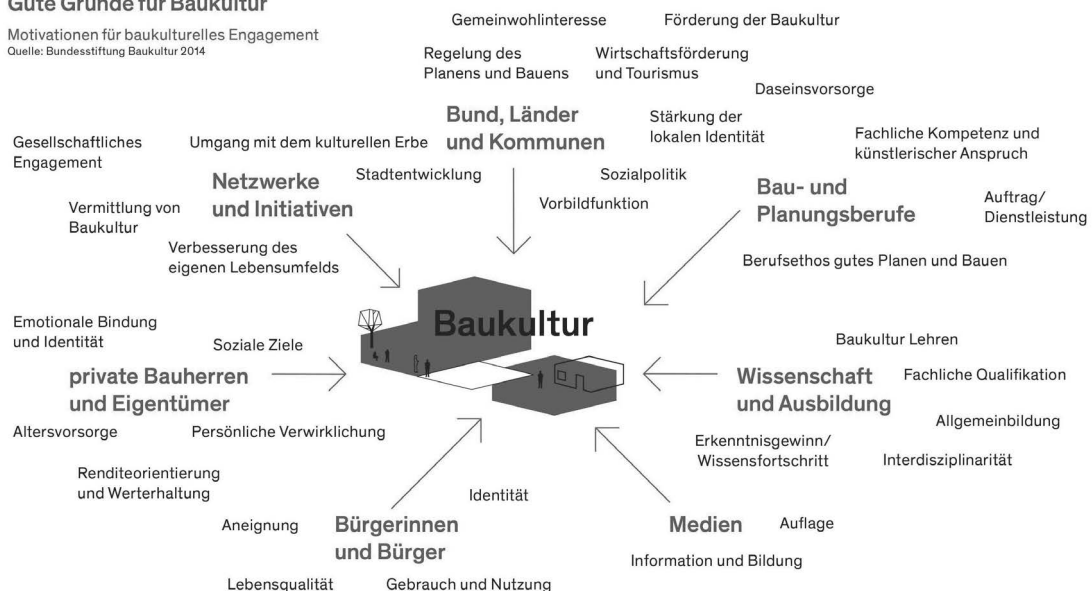 Gute Gründe für Baukultur
Motivationen für baukulturelles Engagement
Quelle: Bundesstiftung Baukultur 2014
Gemeinwohlinteresse
Förderung der Baukultur
Regelung des
Planens und Bauens
Wirtschaftsförderung
und Tourismus
Daseinsvorsorge
Bund, Länder
und Kommunen
Stärkung der
lokalen Identität
Stadtentwicklung
Sozialpolitik
Vorbildfunktion
Gesellschaftliches
Engagement
Umgang mit dem kulturellen Erbe
Netzwerke
und Initiativen
Vermittlung von
Baukultur
Verbesserung des
eigenen Lebensumfelds
Fachliche Kompetenz und
künstlerischer Anspruch
Bau- und
Planungsberufe
Auftrag/
Dienstleistung
Berufsethos gutes Planen und Bauen
Baukultur
Emotionale Bindung
und Identität
Soziale Ziele
private Bauherren
und Eigentümer
Altersvorsorge
Persönliche Verwirklichung
Renditeorientierung
und Werterhaltung
Baukultur Lehren
Wissenschaft
und Ausbildung
Fachliche Qualifikation
Allgemeinbildung
Erkenntnisgewinn/
Wissensfortschritt
Interdisziplinarität
Identität
Aneignung
Bürgerinnen
und Bürger
Lebensqualität
Gebrauch und Nutzung
Medien
Auflage
Information und Bildung